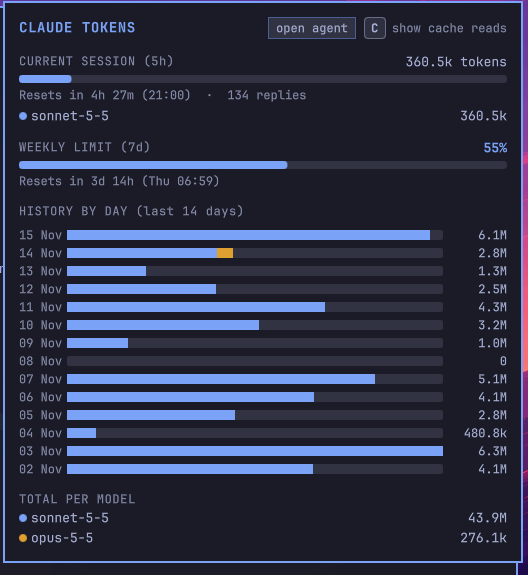 CLAUDE TOKENS open agent C show cache reads
CURRENT SESSION (5h) 360.5k tokens
Resets in 4h 27m (21:00) · 134 replies
sonnet-5-5 360.5k
WEEKLY LIMIT (7d) 55%
Resets in 3d 14h (Thu 06:59)
HISTORY BY DAY (last 14 days)
15 Nov 6.1M
14 Nov 2.8M
13 Nov 1.3M
12 Nov 2.5M
11 Nov 4.3M
10 Nov 3.2M
09 Nov 1.0M
08 Nov 0
07 Nov 5.1M
06 Nov 4.1M
05 Nov 2.8M
04 Nov 480.8k
03 Nov 6.3M
02 Nov 4.1M
TOTAL PER MODEL
sonnet-5-5 43.9M
opus-5-5 276.1k